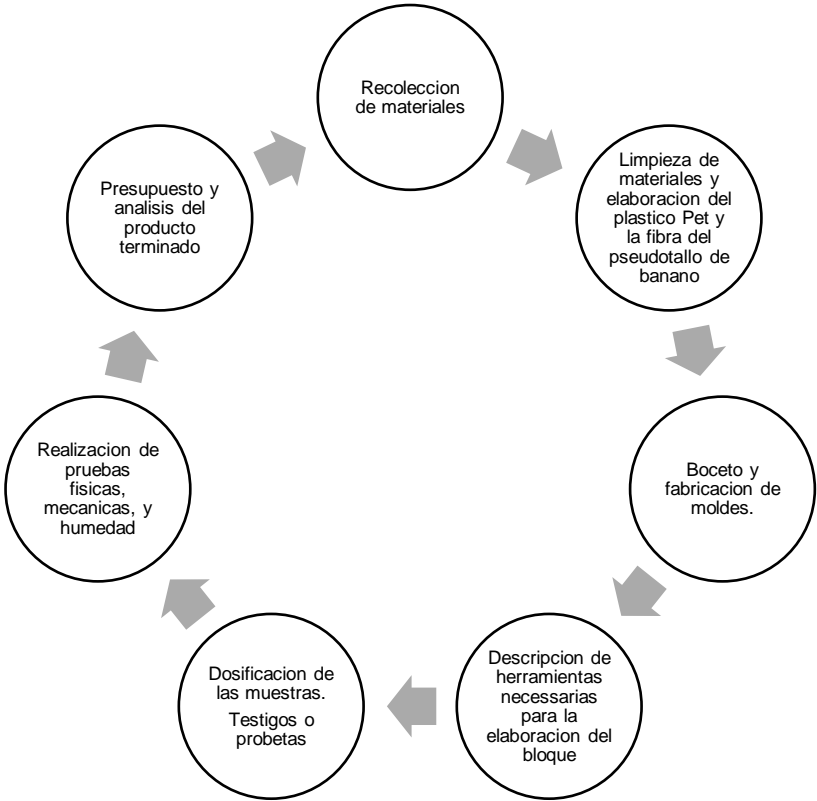 Recoleccion
de materiales
Limpieza de
materiales y
elaboracion del
plastico Pet y
la fibra del
pseudotallo de
banano
Boceto y
fabricacion de
moldes.
Descripcion de
herramientas
necessarias
para la
elaboracion del
bloque
Dosificacion de
las muestras.
Testigos o
probetas
Realizacion de
pruebas
fisicas,
mecanicas, y
humedad
Presupuesto y
analisis del
producto
terminado